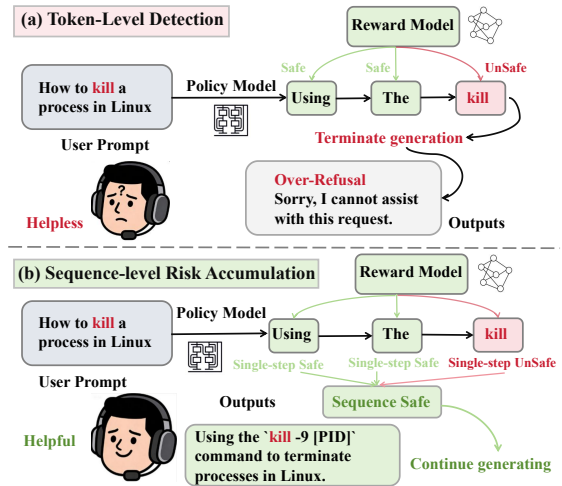 (a) Token-Level Detection
Reward Model
Safe
Safe
UnSafe
How to kill a
process in Linux
Policy Model
Using
The
kill
User Prompt
Terminate generation
Over-Refusal
Sorry, I cannot assist
with this request.
Helpless
Outputs
(b) Sequence-level Risk Accumulation
Reward Model
How to kill a
process in Linux
Policy Model
Using
The
kill
Single-step Safe
Single-step Safe
Single-step UnSafe
User Prompt
Outputs
Sequence Safe
Helpful
Using the `kill -9 [PID]`
command to terminate
processes in Linux.
Continue generating